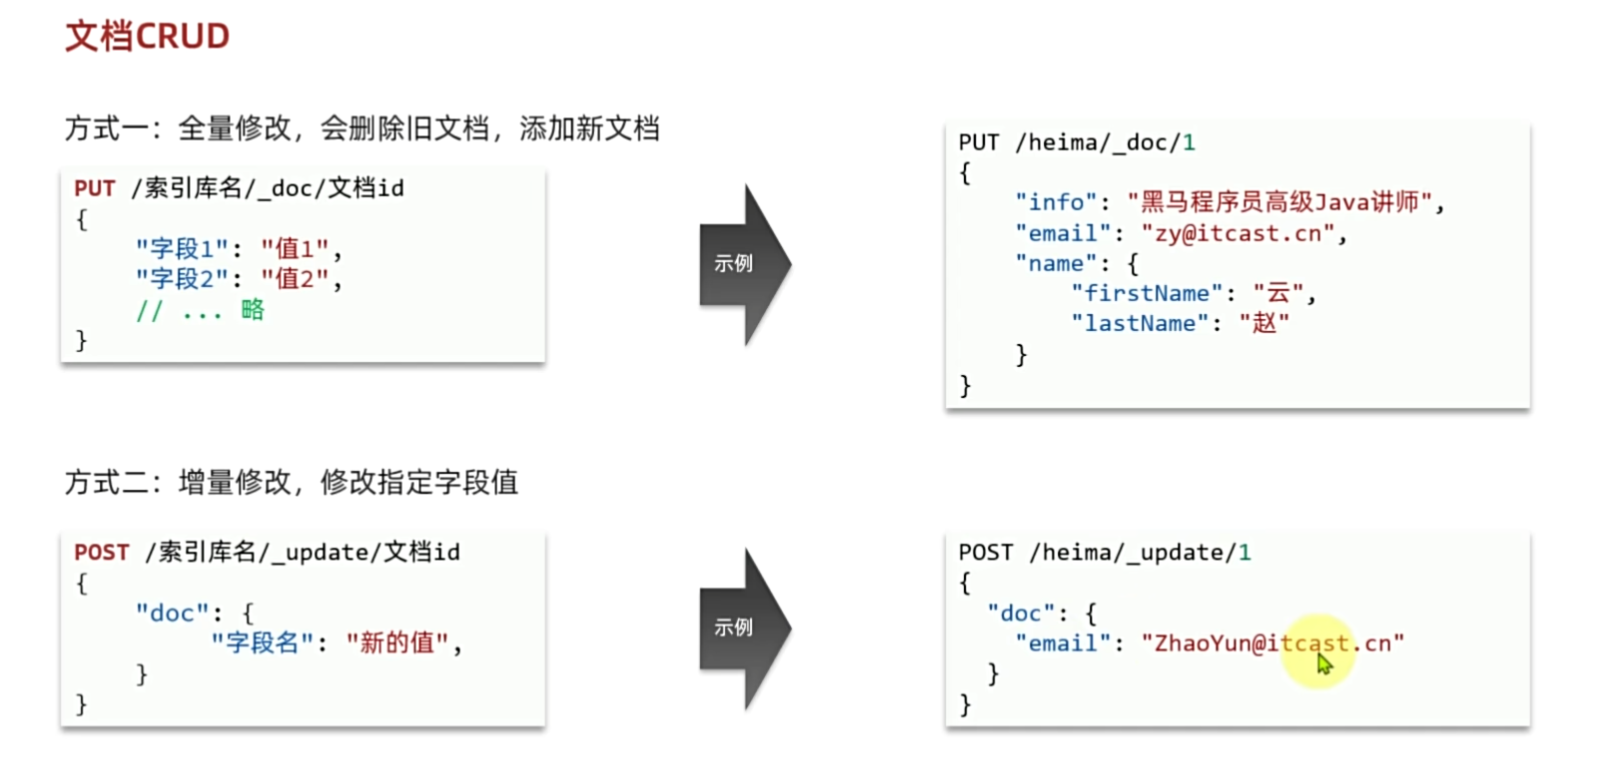 文档CRUD
方式一：全量修改，会删除旧文档，添加新文档
PUT /索引库名/_doc/文档id
{
    "字段1": "值1",
    "字段2": "值2",
    // ... 略
}
示例
PUT /heima/_doc/1
{
    "info": "黑马程序员高级Java讲师",
    "email": "zy@itcast.cn",
    "name": {
        "firstName": "云",
        "lastName": "赵"
    }
}
方式二：增量修改，修改指定字段值
POST /索引库名/_update/文档id
{
    "doc": {
         "字段名": "新的值",
    }
}
示例
POST /heima/_update/1
{
  "doc": {
    "email": "ZhaoYun@itcast.cn"
  }
}